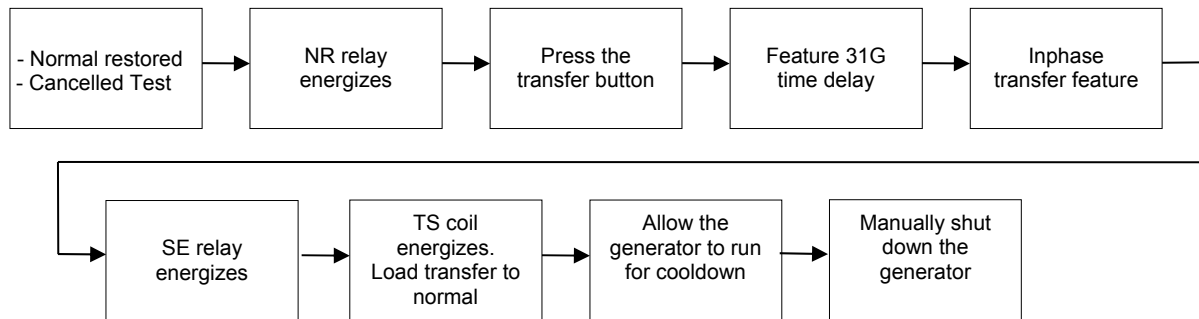 - Normal restored
- Cancelled Test
NR relay
energizes
Press the
transfer button
Feature 31G
time delay
Inphase
transfer feature
SE relay
energizes
TS coil
energizes.
Load transfer to
normal
Allow the
generator to run
for cooldown
Manually shut
down the
generator